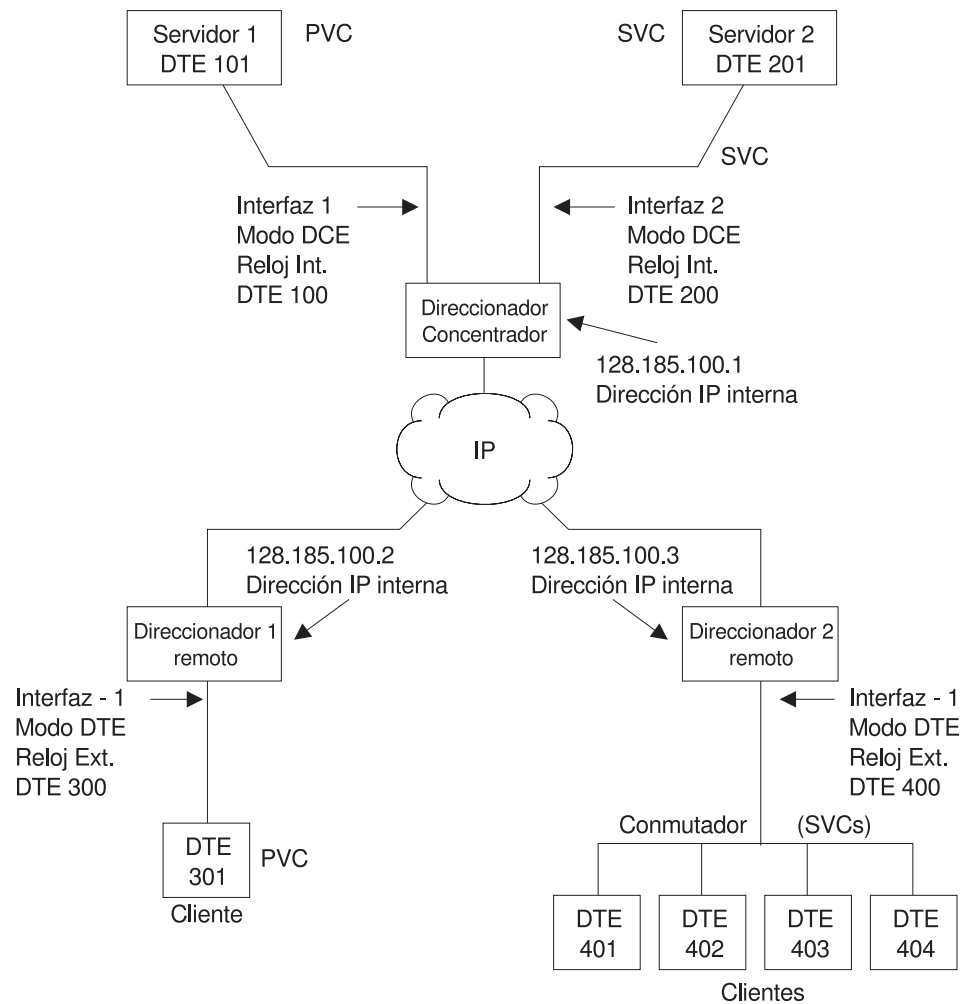 Servidor 1
DTE 101
PVC
SVC
Servidor 2
DTE 201
SVC
Interfaz 1
Modo DCE
Reloj Int.
DTE 100
Interfaz 2
Modo DCE
Reloj Int.
DTE 200
Direccionador
Concentrador
128.185.100.1
Dirección IP interna
IP
128.185.100.2
Dirección IP interna
128.185.100.3
Dirección IP interna
Direccionador 1
remoto
Direccionador 2
remoto
Interfaz - 1
Modo DTE
Reloj Ext.
DTE 300
Interfaz - 1
Modo DTE
Reloj Ext.
DTE 400
DTE
301
PVC
Cliente
Conmutador
(SVCs)
DTE
401
DTE
402
DTE
403
DTE
404
Clientes